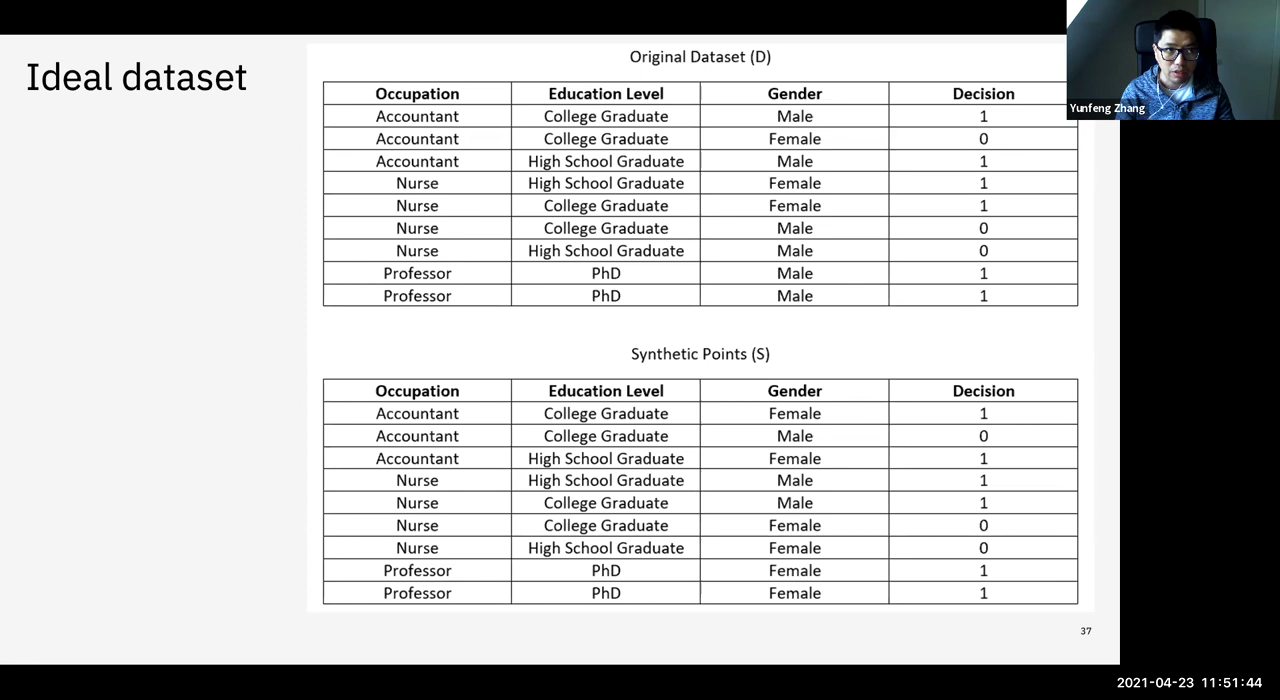 Ideal dataset
Original Dataset (D)
Occupation Education Level Gender Decision
Accountant College Graduate Male 1
Accountant College Graduate Female 0
Accountant High School Graduate Male 1
Nurse High School Graduate Female 1
Nurse College Graduate Female 1
Nurse College Graduate Male 0
Nurse High School Graduate Male 0
Professor PhD Male 1
Professor PhD Male 1
Synthetic Points (S)
Occupation Education Level Gender Decision
Accountant College Graduate Female 1
Accountant College Graduate Male 0
Accountant High School Graduate Female 1
Nurse High School Graduate Male 1
Nurse College Graduate Male 1
Nurse College Graduate Female 0
Nurse High School Graduate Female 0
Professor PhD Female 1
Professor PhD Female 1
37
Yunfeng Zhang
2021-04-23 11:51:44